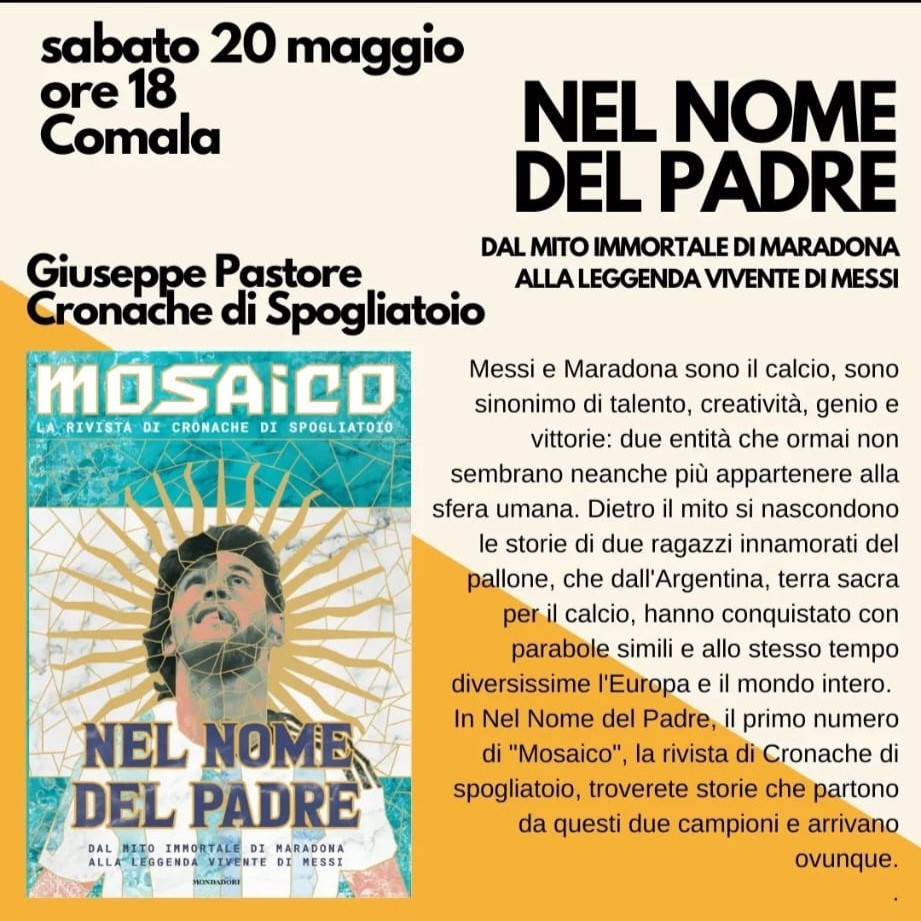 sabato 20 maggio
ore 18
Comala
NEL NOME
DEL PADRE
DAL MITO IMMORTALE DI MARADONA
ALLA LEGGENDA VIVENTE DI MESSI
Giuseppe Pastore
Cronache di Spogliatoio
MOSAiCO
LA RIVISTA DI CRONACHE DI SPOGLIATOIO
NEL NOME
DEL PADRE
DAL MITO IMMORTALE DI MARADONA
ALLA LEGGENDA VIVENTE DI MESSI
MONDADORI
Messi e Maradona sono il calcio, sono
sinonimo di talento, creatività, genio e
vittorie: due entità che ormai non
sembrano neanche più appartenere alla
sfera umana. Dietro il mito si nascondono
le storie di due ragazzi innamorati del
pallone, che dall'Argentina, terra sacra
per il calcio, hanno conquistato con
parabole simili e allo stesso tempo
diversissime l'Europa e il mondo intero.
In Nel Nome del Padre, il primo numero
di "Mosaico", la rivista di Cronache di
spogliatoio, troverete storie che partono
da questi due campioni e arrivano
ovunque.
.